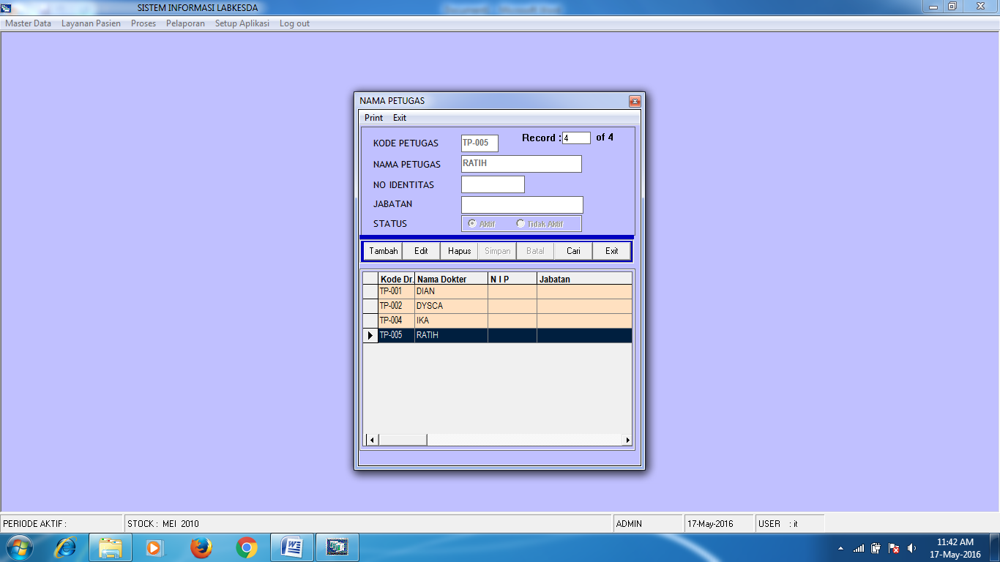 SISTEM INFORMASI LABKESDA
Master Data Layanan Pasien Proses Pelaporan Setup Aplikasi Log out
NAMA PETUGAS
Print Exit
KODE PETUGAS TP-005 Record : 4 of 4
NAMA PETUGAS RATIH
NO IDENTITAS
JABATAN
STATUS Aktif Tidak Aktif
Tambah Edit Hapus Simpan Batal Cari Exit
Kode Dr. Nama Dokter N I P Jabatan
TP-001 DIAN
TP-002 DYSCA
TP-004 IKA
TP-005 RATIH
PERIODE AKTIF : STOCK : MEI 2010 ADMIN 17-May-2016 USER : it
11:42 AM
17-May-2016